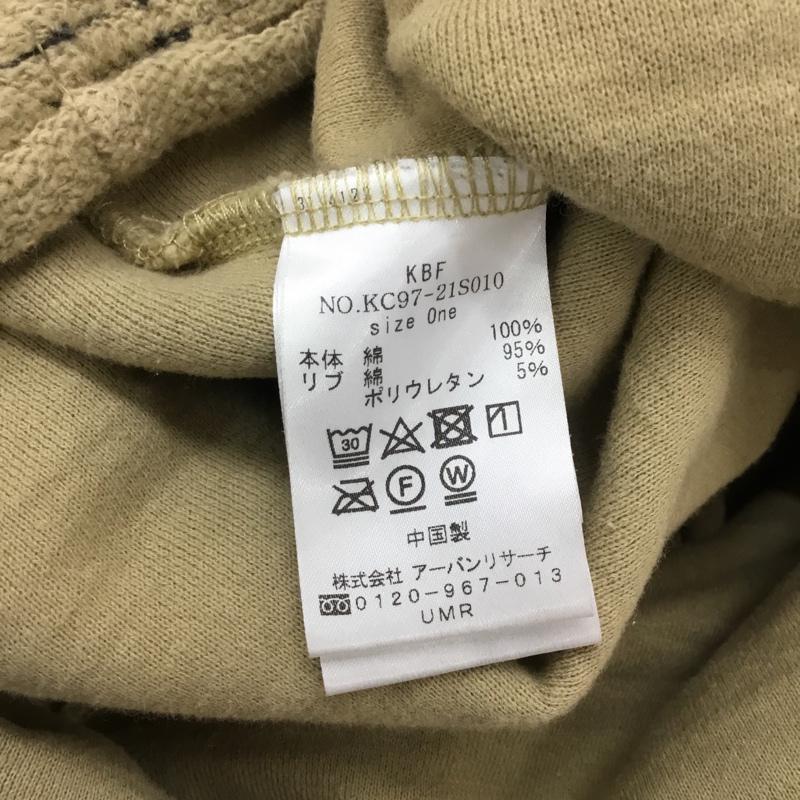 KBF
NO.KC97-21S010
size One
本体 綿 100%
リブ 綿 95%
ポリウレタン 5%
30
F W
中国製
株式会社 アーバンリサーチ
0120-967-013
UMR